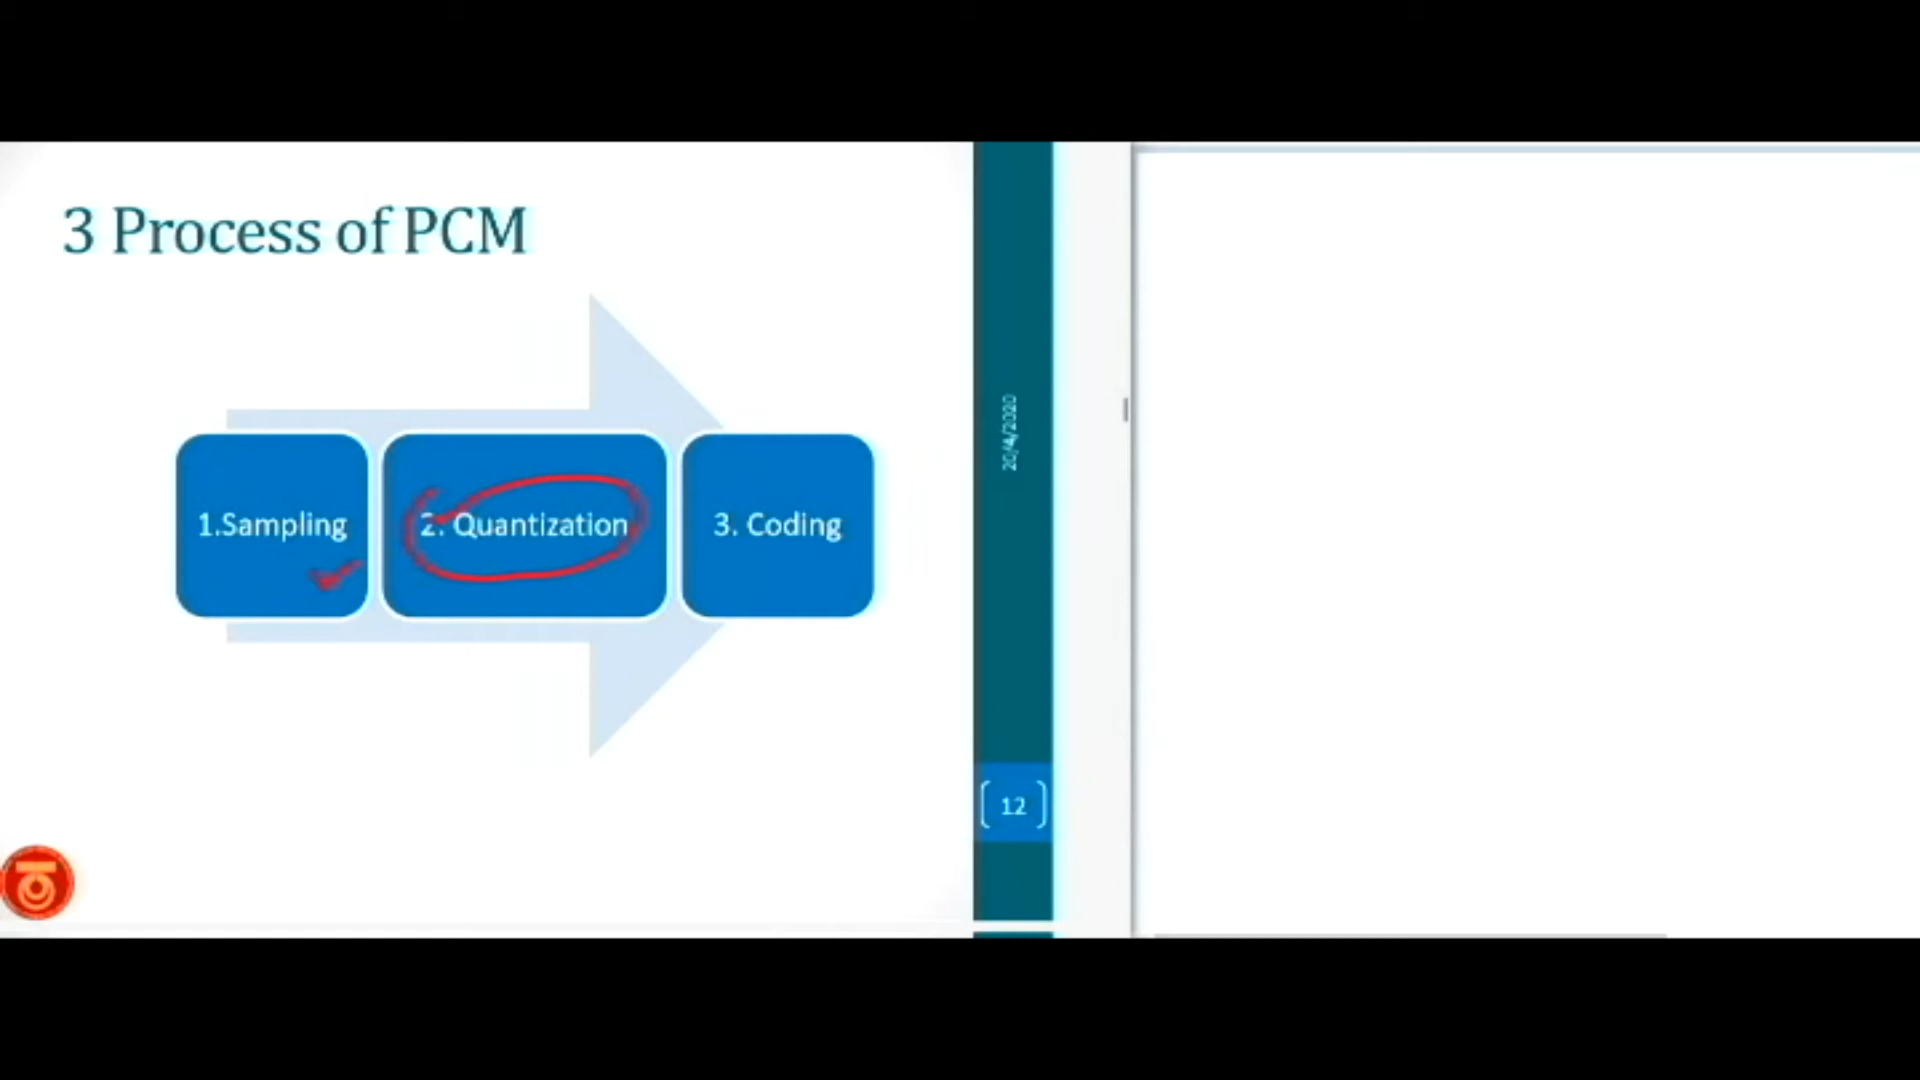 3 Process of PCM
1.Sampling
2. Quantization
3. Coding
20/4/2020
12